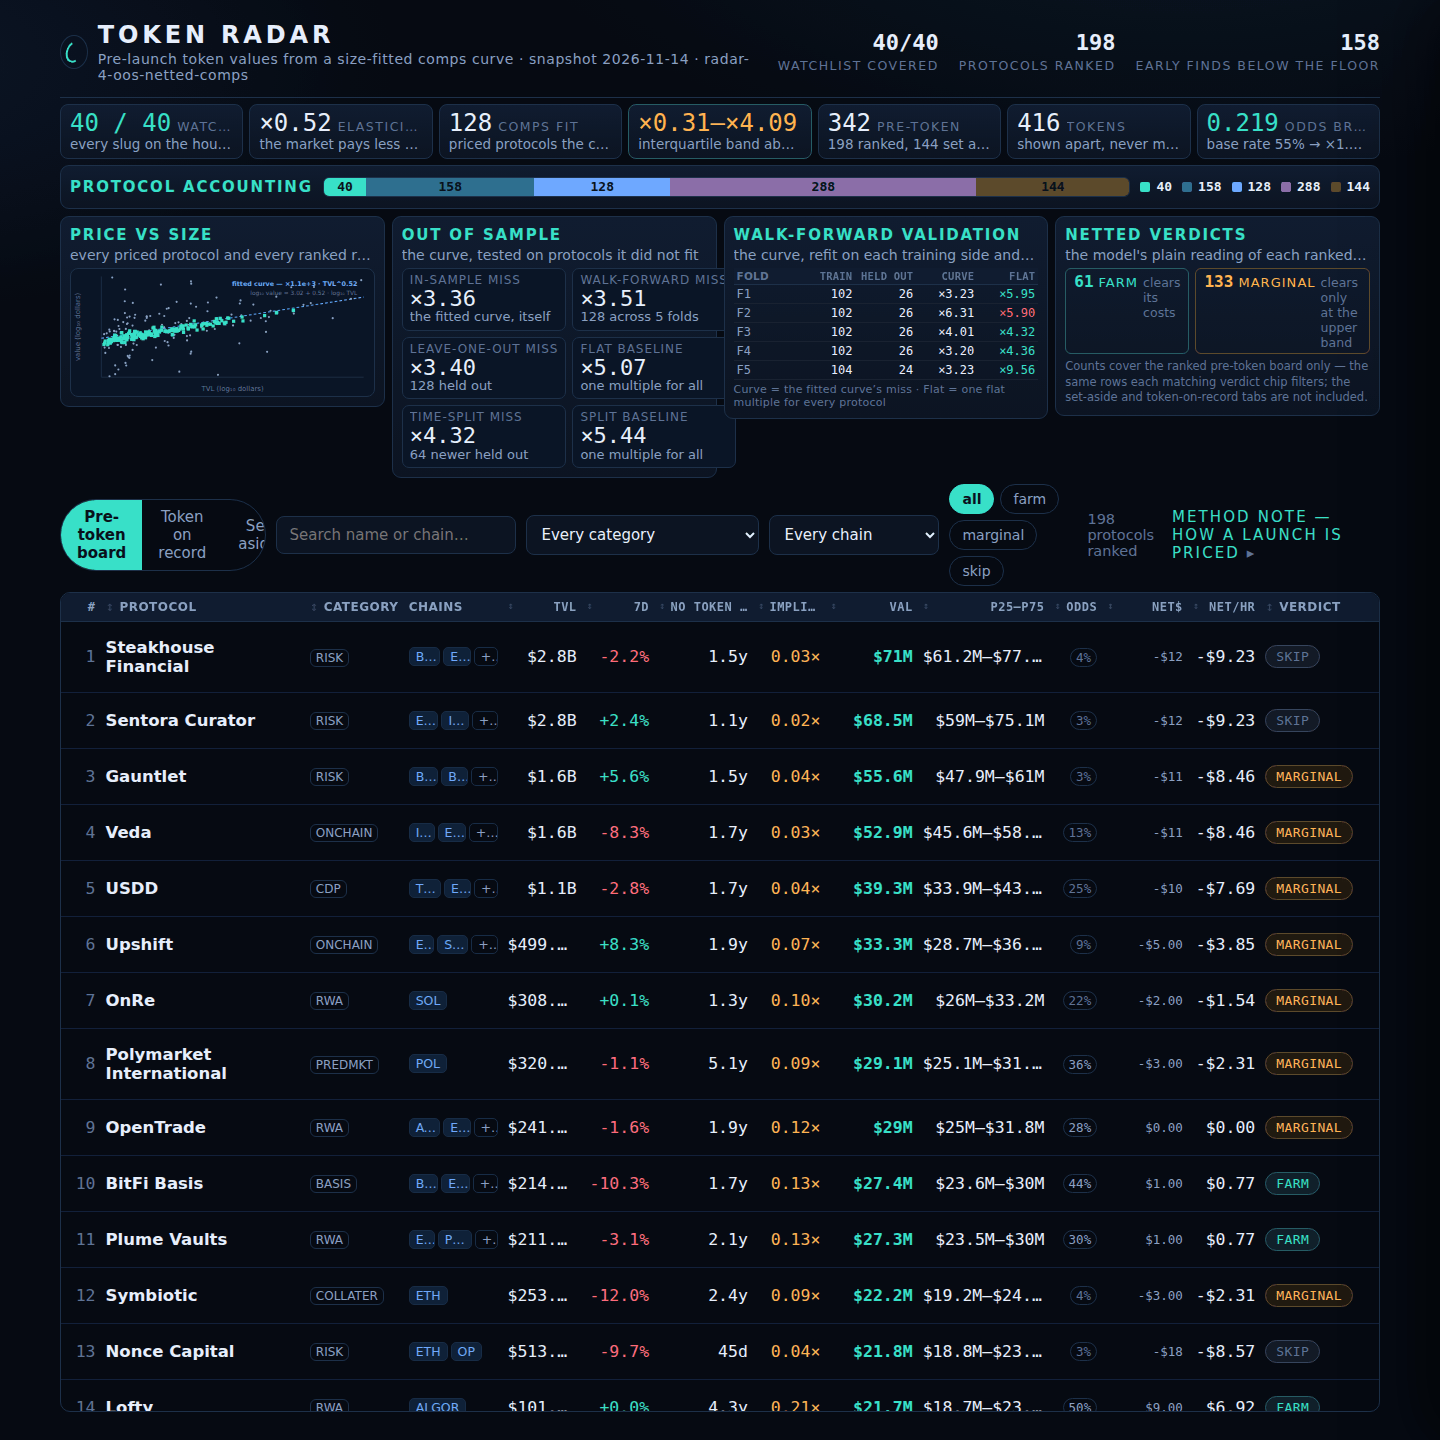 TOKEN RADAR
Pre-launch token values from a size-fitted comps curve · snapshot 2026-11-14 · radar-
4-oos-netted-comps
40/40
WATCHLIST COVERED
198
PROTOCOLS RANKED
158
EARLY FINDS BELOW THE FLOOR
40 / 40 WATC…
every slug on the hou…
×0.52 ELASTICI…
the market pays less …
128 COMPS FIT
priced protocols the c…
×0.31–×4.09
interquartile band ab…
342 PRE-TOKEN
198 ranked, 144 set a…
416 TOKENS
shown apart, never m…
0.219 ODDS BR…
base rate 55% → ×1.…
PROTOCOL ACCOUNTING
40 158 128 288 144
40 158 128 288 144
PRICE VS SIZE
every priced protocol and every ranked r…
value (log₁₀ dollars)
TVL (log₁₀ dollars)
OUT OF SAMPLE
the curve, tested on protocols it did not fit
IN-SAMPLE MISS
×3.36
the fitted curve, itself
WALK-FORWARD MISS
×3.51
128 across 5 folds
LEAVE-ONE-OUT MISS
×3.40
128 held out
FLAT BASELINE
×5.07
one multiple for all
TIME-SPLIT MISS
×4.32
64 newer held out
SPLIT BASELINE
×5.44
one multiple for all
WALK-FORWARD VALIDATION
the curve, refit on each training side and…
FOLD TRAIN HELD OUT CURVE FLAT
F1 102 26 ×3.23 ×5.95
F2 102 26 ×6.31 ×5.90
F3 102 26 ×4.01 ×4.32
F4 102 26 ×3.20 ×4.36
F5 104 24 ×3.23 ×9.56
Curve = the fitted curve's miss · Flat = one flat
multiple for every protocol
NETTED VERDICTS
the model's plain reading of each ranked…
61 FARM clears
its
costs
133 MARGINAL clears
only
at the
upper
band
Counts cover the ranked pre-token board only — the
same rows each matching verdict chip filters; the
set-aside and token-on-record tabs are not included.
Pre-
token
board
Token
on
record
Search name or chain…
Every category
Every chain
all farm
marginal
skip
198
protocols
ranked
METHOD NOTE —
HOW A LAUNCH IS
PRICED ▸
# ↕ PROTOCOL ↕ CATEGORY CHAINS ↕ TVL ↕ 7D ↕ NO TOKEN … ↕ IMPLI… ↕ VAL ↕ P25–P75 ↕ ODDS ↕ NET$ ↕ NET/HR ↕ VERDICT
1 Steakhouse
Financial RISK B… E… +… $2.8B -2.2% 1.5y 0.03× $71M $61.2M–$77.… 4% -$12 -$9.23 SKIP
2 Sentora Curator RISK E… I… +… $2.8B +2.4% 1.1y 0.02× $68.5M $59M–$75.1M 3% -$12 -$9.23 SKIP
3 Gauntlet RISK B… B… +… $1.6B +5.6% 1.5y 0.04× $55.6M $47.9M–$61M 3% -$11 -$8.46 MARGINAL
4 Veda ONCHAIN I… E… +… $1.6B -8.3% 1.7y 0.03× $52.9M $45.6M–$58.… 13% -$11 -$8.46 MARGINAL
5 USDD CDP T… E… +… $1.1B -2.8% 1.7y 0.04× $39.3M $33.9M–$43.… 25% -$10 -$7.69 MARGINAL
6 Upshift ONCHAIN E… S… +… $499.… +8.3% 1.9y 0.07× $33.3M $28.7M–$36.… 9% -$5.00 -$3.85 MARGINAL
7 OnRe RWA SOL $308.… +0.1% 1.3y 0.10× $30.2M $26M–$33.2M 22% -$2.00 -$1.54 MARGINAL
8 Polymarket
International PREDMKT POL $320.… -1.1% 5.1y 0.09× $29.1M $25.1M–$31.… 36% -$3.00 -$2.31 MARGINAL
9 OpenTrade RWA A… E… +… $241.… -1.6% 1.9y 0.12× $29M $25M–$31.8M 28% $0.00 $0.00 MARGINAL
10 BitFi Basis BASIS B… E… +… $214.… -10.3% 1.7y 0.13× $27.4M $23.6M–$30M 44% $1.00 $0.77 FARM
11 Plume Vaults RWA E… P… +… $211.… -3.1% 2.1y 0.13× $27.3M $23.5M–$30M 30% $1.00 $0.77 FARM
12 Symbiotic COLLATER ETH $253.… -12.0% 2.4y 0.09× $22.2M $19.2M–$24.… 4% -$3.00 -$2.31 MARGINAL
13 Nonce Capital RISK ETH OP $513.… -9.7% 45d 0.04× $21.8M $18.8M–$23.… 3% -$18 -$8.57 SKIP
14 Lofty RWA ALGOR $101.… +0.0% 4.3y 0.21× $21.7M $18.7M–$23.… 50% $9.00 $6.92 FARM